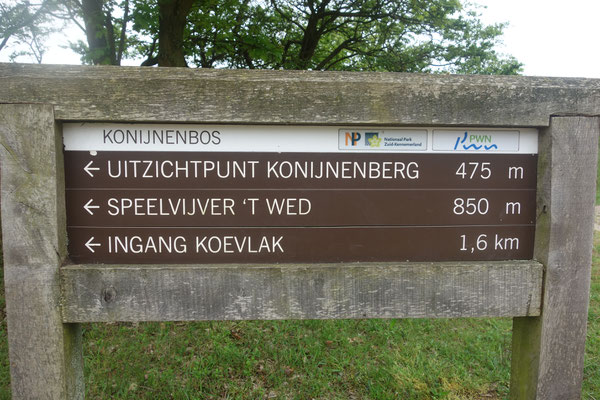 KONIJNENBOS NP Nationaal Park Zuid-Kennemerland PWN
← UITZICHTPUNT KONIJNENBERG 475 m
← SPEELVIJVER ‘T WED 850 m
← INGANG KOEVLAK 1,6 km